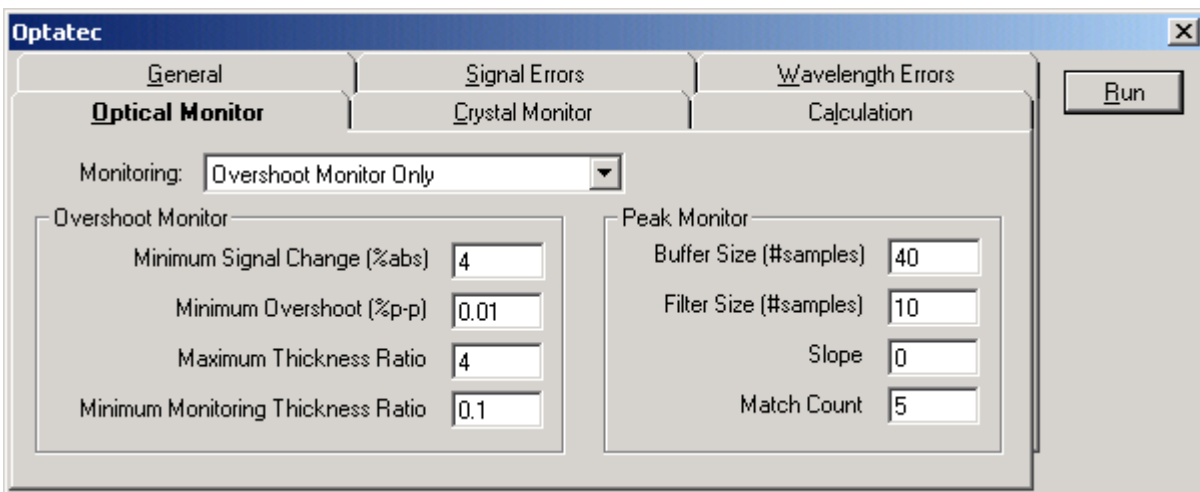 Optatec
General Signal Errors Wavelength Errors
Run
Optical Monitor Crystal Monitor Calculation
Monitoring: Overshoot Monitor Only
Overshoot Monitor
Minimum Signal Change (%abs) 4
Minimum Overshoot (%p-p) 0.01
Maximum Thickness Ratio 4
Minimum Monitoring Thickness Ratio 0.1
Peak Monitor
Buffer Size (#samples) 40
Filter Size (#samples) 10
Slope 0
Match Count 5